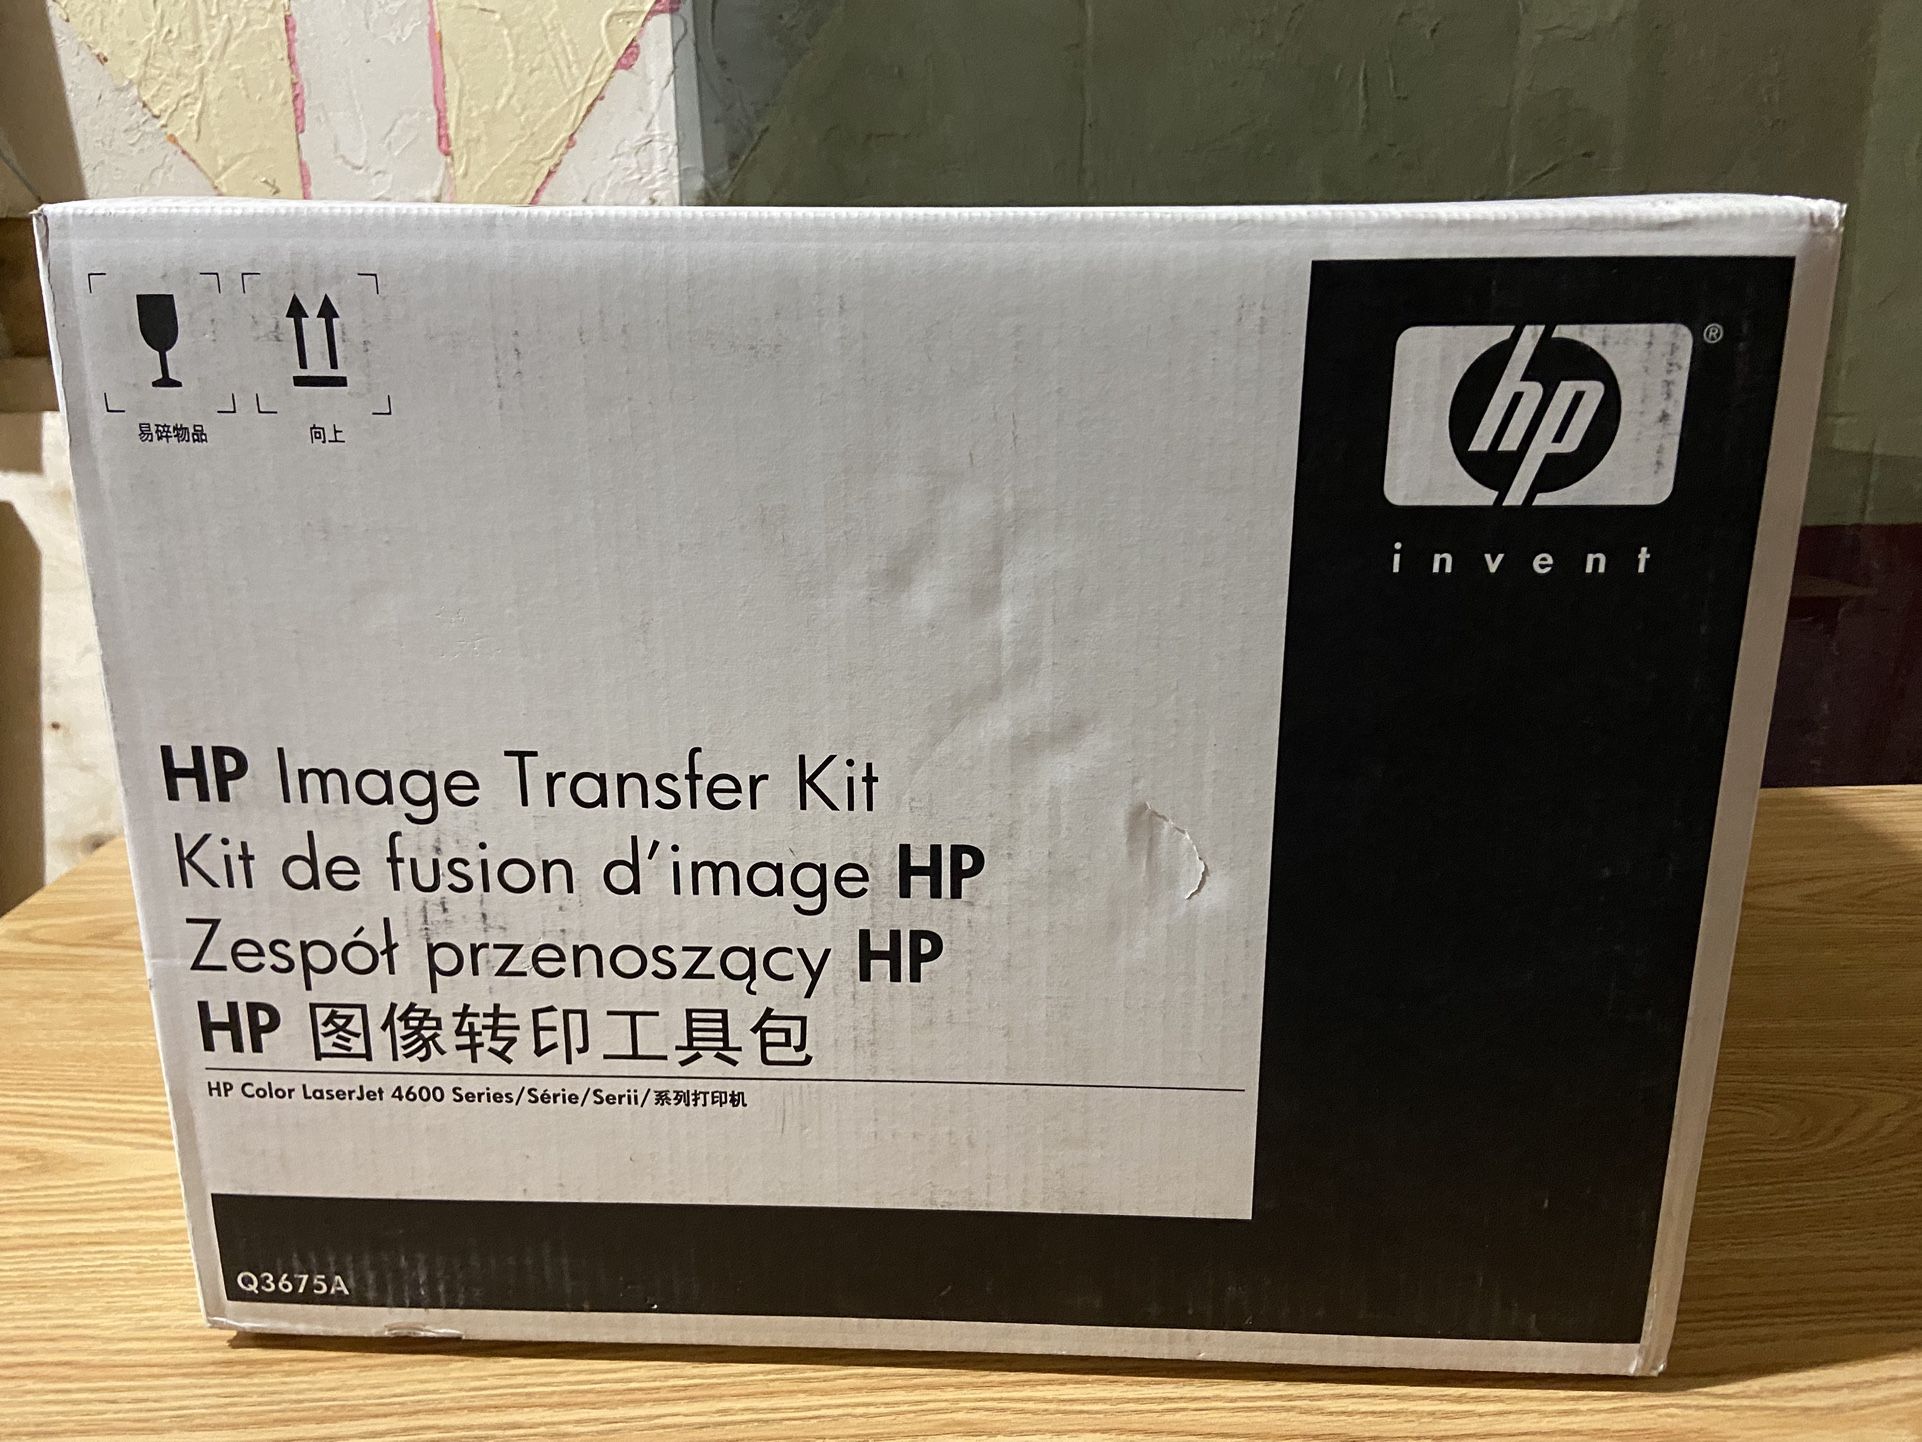 易碎物品 向上
hp ®
invent
HP Image Transfer Kit
Kit de fusion d'image HP
Zespół przenoszący HP
HP 图像转印工具包
HP Color LaserJet 4600 Series/Série/Serii/系列打印机
Q3675A